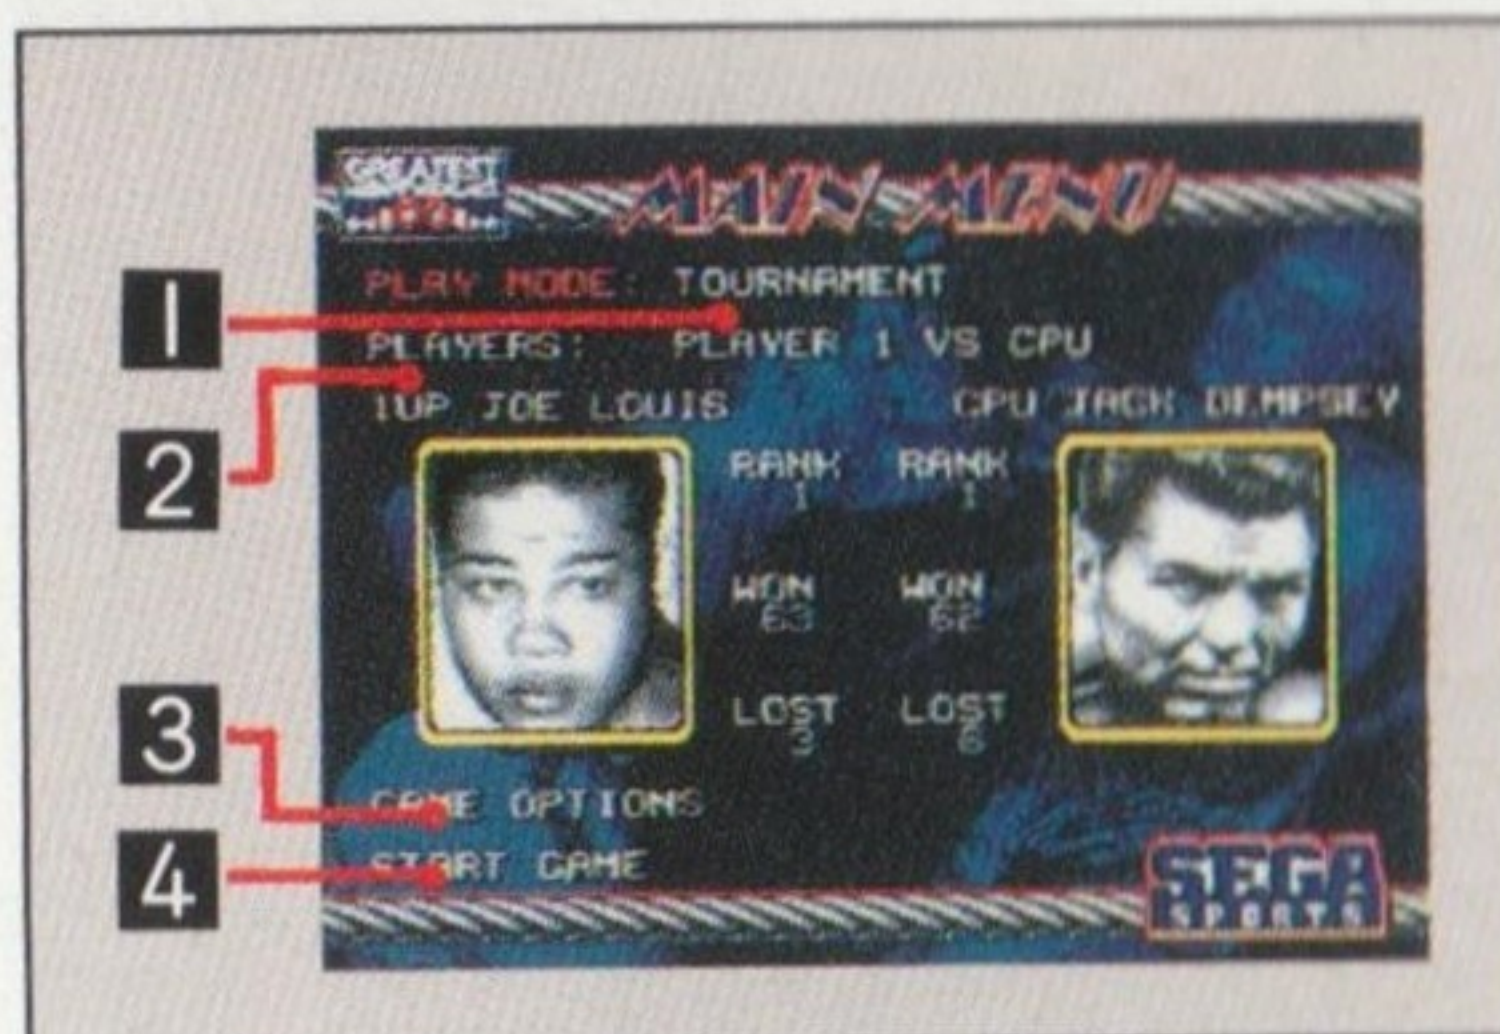 GREATEST
MAIN MENU
PLAY MODE: TOURNAMENT
1
PLAYERS: PLAYER 1 VS CPU
1UP JOE LOUIS CPU JACK DEMPSEY
2
RANK RANK
1 1
WON WON
63 62
LOST LOST
3 6
3
GAME OPTIONS
4
START GAME
SEGA
SPORTS